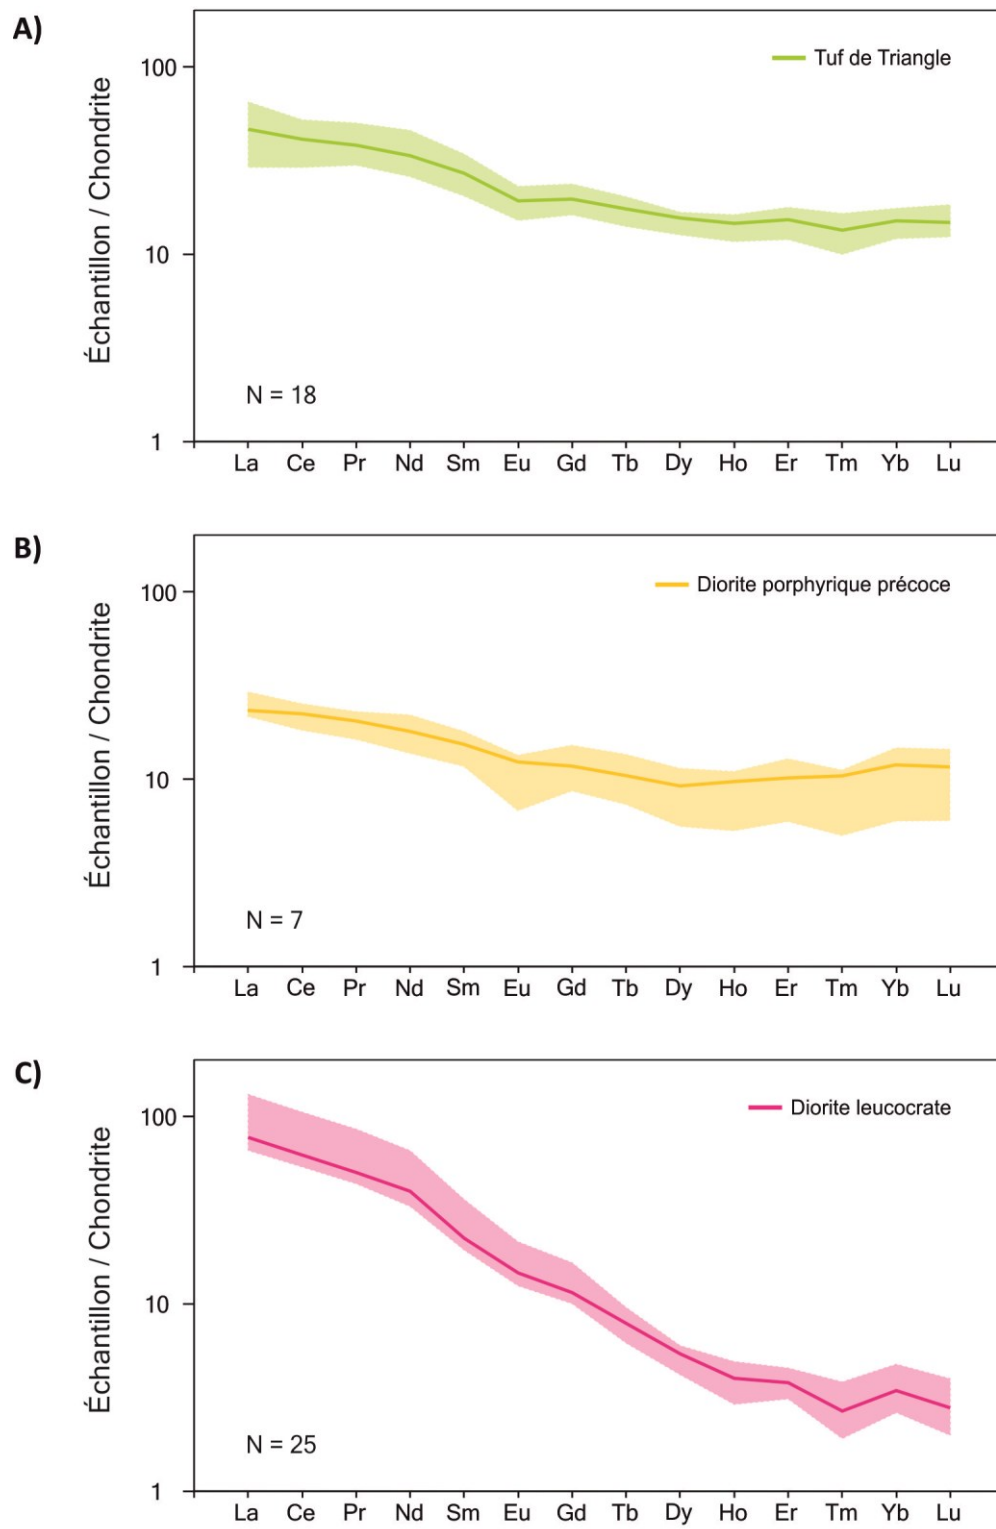 A)
Échantillon / Chondrite
100
10
1
Tuf de Triangle
N = 18
La Ce Pr Nd Sm Eu Gd Tb Dy Ho Er Tm Yb Lu
B)
Échantillon / Chondrite
100
10
1
Diorite porphyrique précoce
N = 7
La Ce Pr Nd Sm Eu Gd Tb Dy Ho Er Tm Yb Lu
C)
Échantillon / Chondrite
100
10
1
Diorite leucocrate
N = 25
La Ce Pr Nd Sm Eu Gd Tb Dy Ho Er Tm Yb Lu